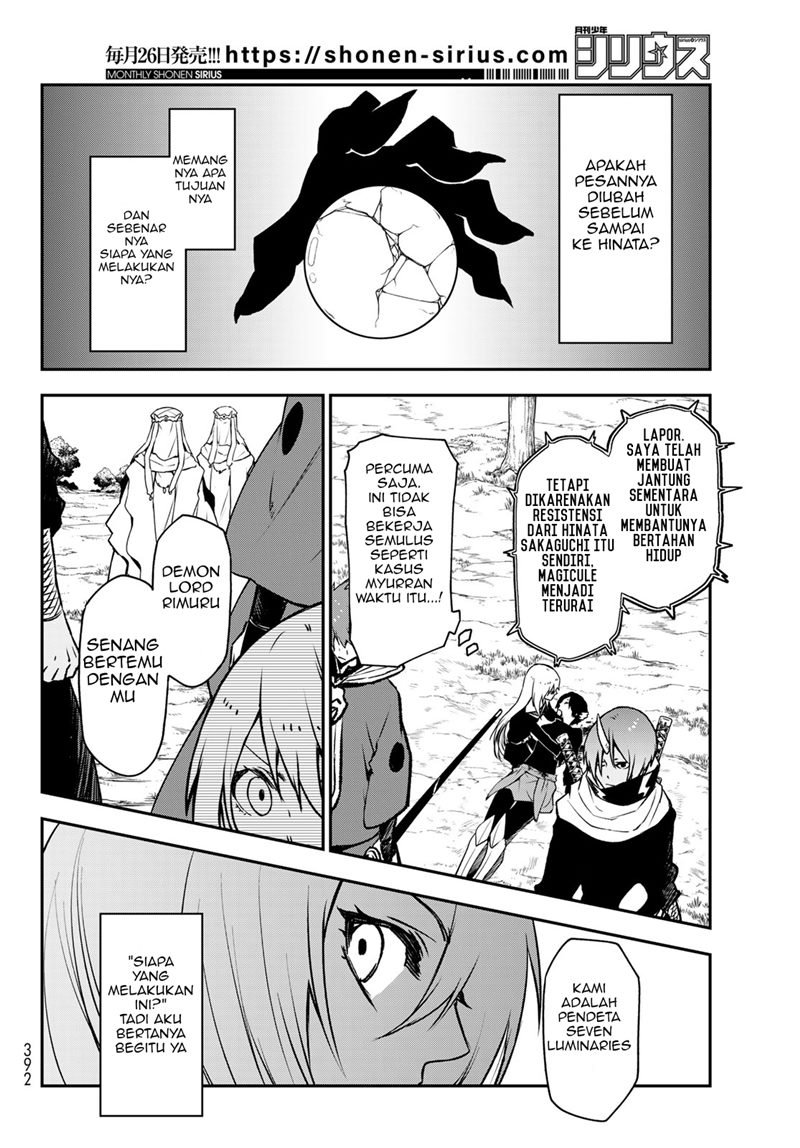 毎月26日発売!!! https://shonen-sirius.com
MONTHLY SHONEN SIRIUS
月刊少年
シリウス
APAKAH
PESANNYA
DIUBAH
SEBELUM
SAMPAI
KE HINATA?
MEMANG
NYA APA
TUJUAN
NYA
DAN
SEBENAR
NYA
SIAPA YANG
MELAKUKAN
NYA?
LAPOR.
SAYA TELAH
MEMBUAT
JANTUNG
SEMENTARA
UNTUK
MEMBANTUNYA
BERTAHAN
HIDUP
TETAPI
DIKARENAKAN
RESISTENSI
DARI HINATA
SAKAGUCHI ITU
SENDIRI,
MAGICULE
MENJADI
TERURAI
PERCUMA
SAJA.
INI TIDAK
BISA
BEKERJA
SEMULUS
SEPERTI
KASUS
MYURRAN
WAKTU ITU...!
DEMON
LORD
RIMURU
SENANG
BERTEMU
DENGAN
MU
KAMI
ADALAH
PENDETA
SEVEN
LUMINARIES
"SIAPA
YANG
MELAKUKAN
INI?"
TADI AKU
BERTANYA
BEGITU YA
392